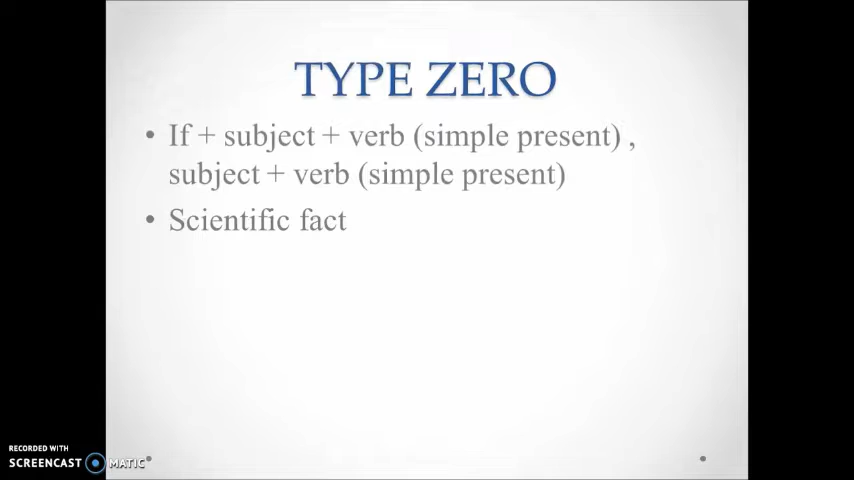 TYPE ZERO
• If + subject + verb (simple present) ,
subject + verb (simple present)
• Scientific fact
RECORDED WITH
SCREENCAST MATIC